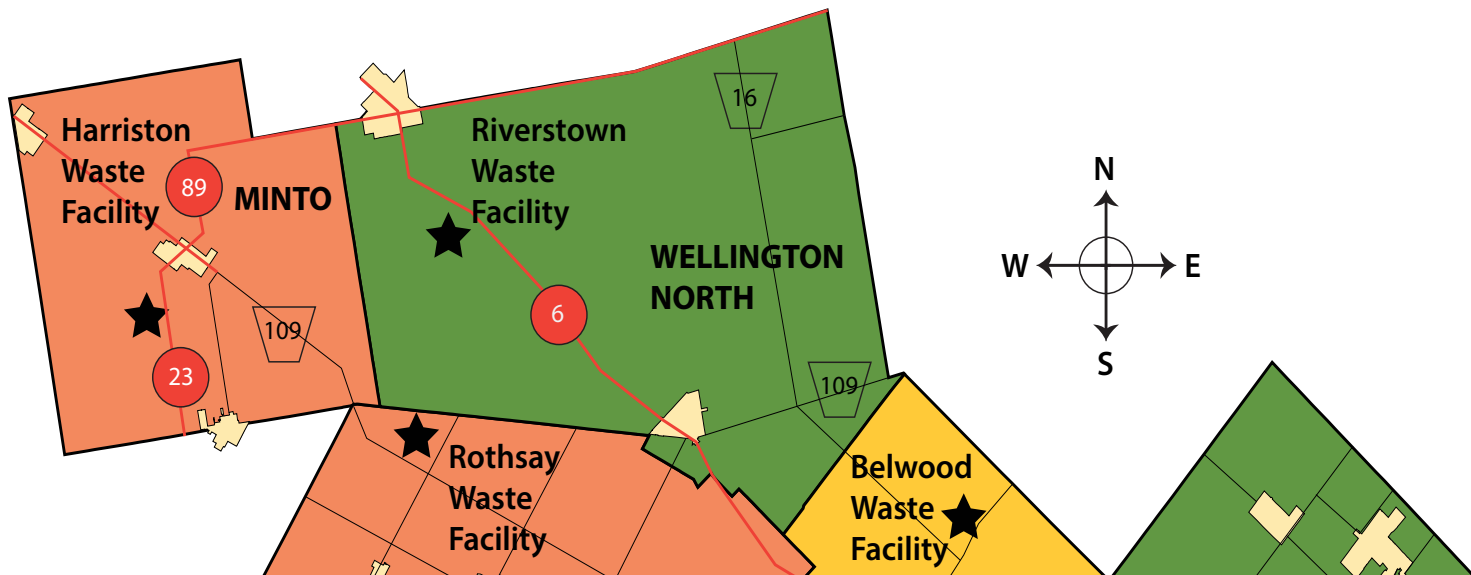 Harriston
Waste
Facility
89
MINTO
Riverstown
Waste
Facility
16
WELLINGTON
NORTH
6
109
23
109
Rothsay
Waste
Facility
Belwood
Waste
Facility
N
W
E
S